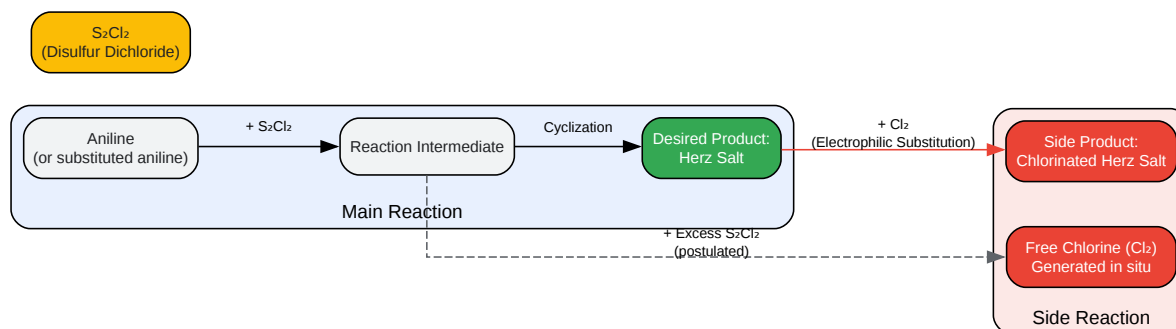 S₂Cl₂
(Disulfur Dichloride)
Aniline
(or substituted aniline)
+ S₂Cl₂
Reaction Intermediate
Cyclization
Desired Product:
Herz Salt
+ Cl₂
(Electrophilic Substitution)
Side Product:
Chlorinated Herz Salt
Main Reaction
+ Excess S₂Cl₂
(postulated)
Free Chlorine (Cl₂)
Generated in situ
Side Reaction